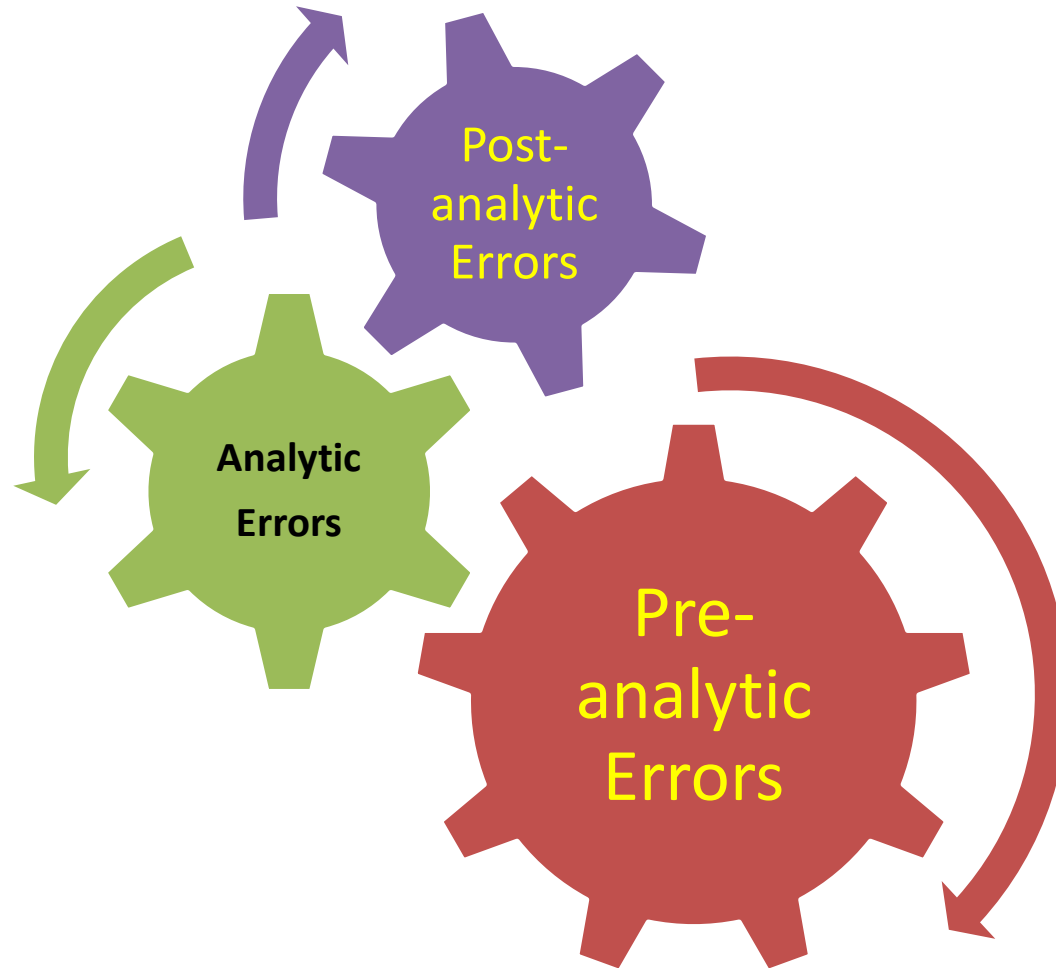 Post-
analytic
Errors
Analytic
Errors
Pre-
analytic
Errors